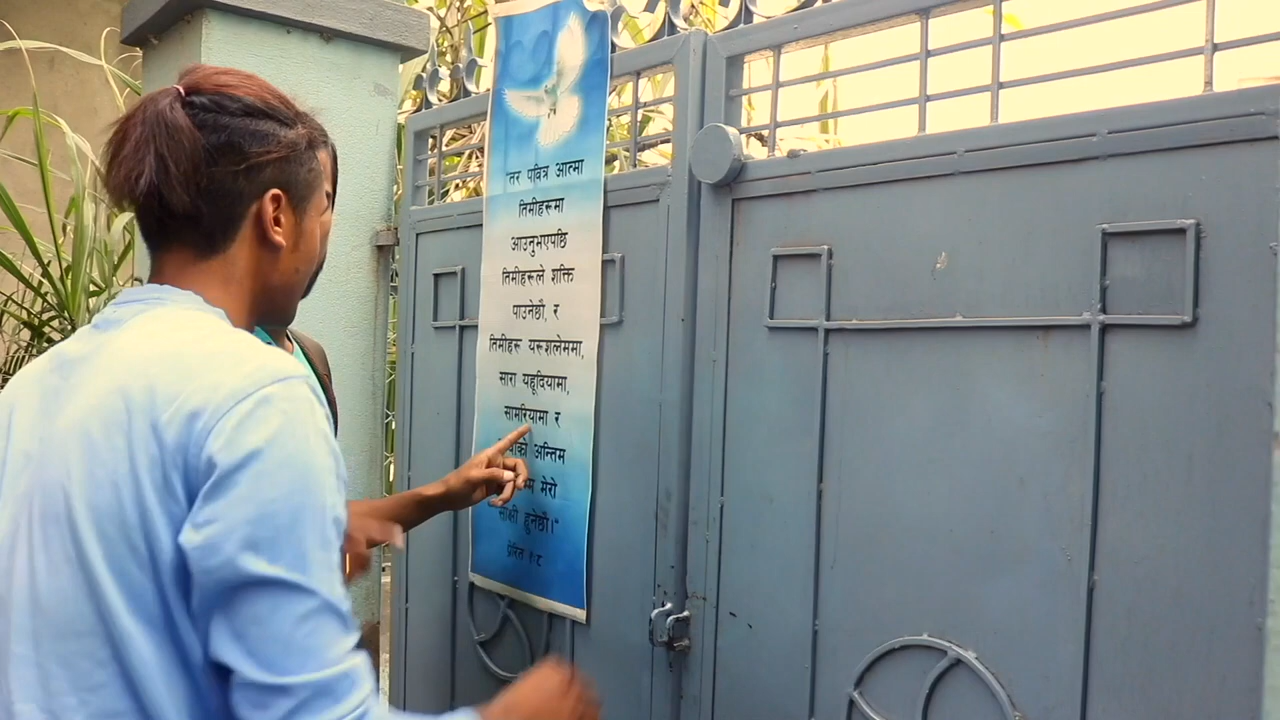 "तर पवित्र आत्मा
तिमीहरूमा
आउनुभएपछि
तिमीहरूले शक्ति
पाउनेछौ, र
तिमीहरू यरूशलेममा,
सारा यहूदियामा,
सामरियामा र
अन्तिम
मेरो
साक्षी हुनेछौ।"
प्रेरित १:८